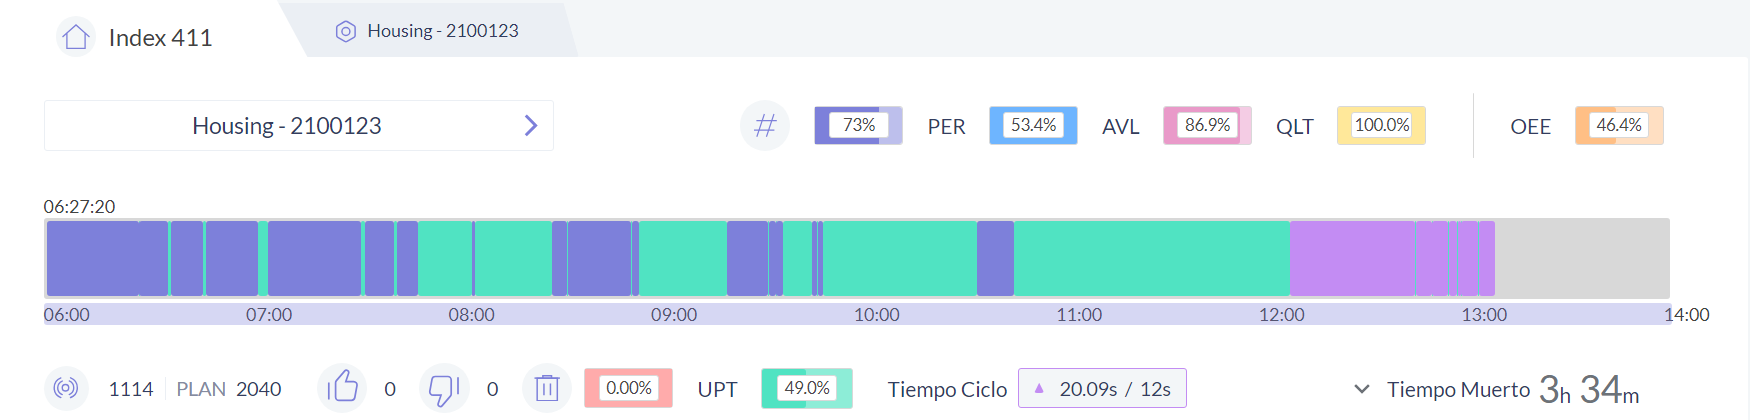 Index 411
Housing - 2100123
Housing - 2100123
# 73% PER 53.4% AVL 86.9% QLT 100.0% OEE 46.4%
06:27:20
06:00 07:00 08:00 09:00 10:00 11:00 12:00 13:00 14:00
1114 PLAN 2040 0 0 0.00% UPT 49.0% Tiempo Ciclo 20.09s / 12s Tiempo Muerto 3h 34m